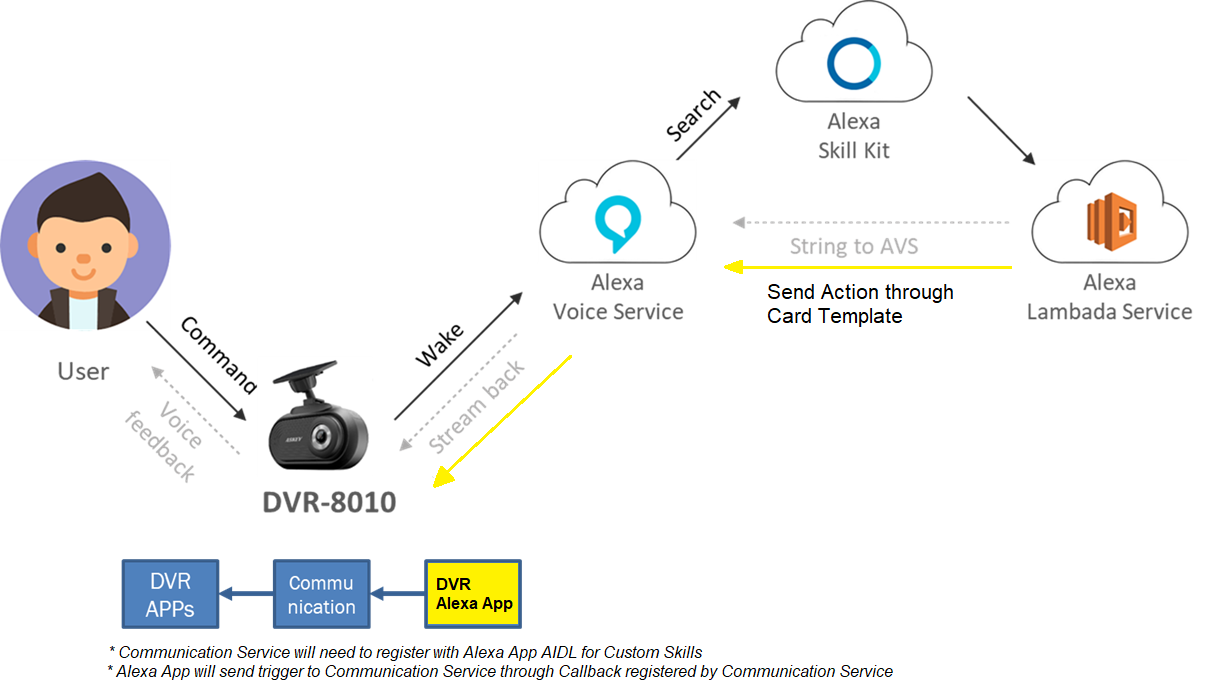 Alexa
Skill Kit
Search
String to AVS
Send Action through
Card Template
Alexa
Voice Service
Alexa
Lambada Service
User
Command
Voice
feedback
Wake
Stream back
ASKEY
DVR-8010
DVR
APPs
Commu
nication
DVR
Alexa App
* Communication Service will need to register with Alexa App AIDL for Custom Skills
* Alexa App will send trigger to Communication Service through Callback registered by Communication Service